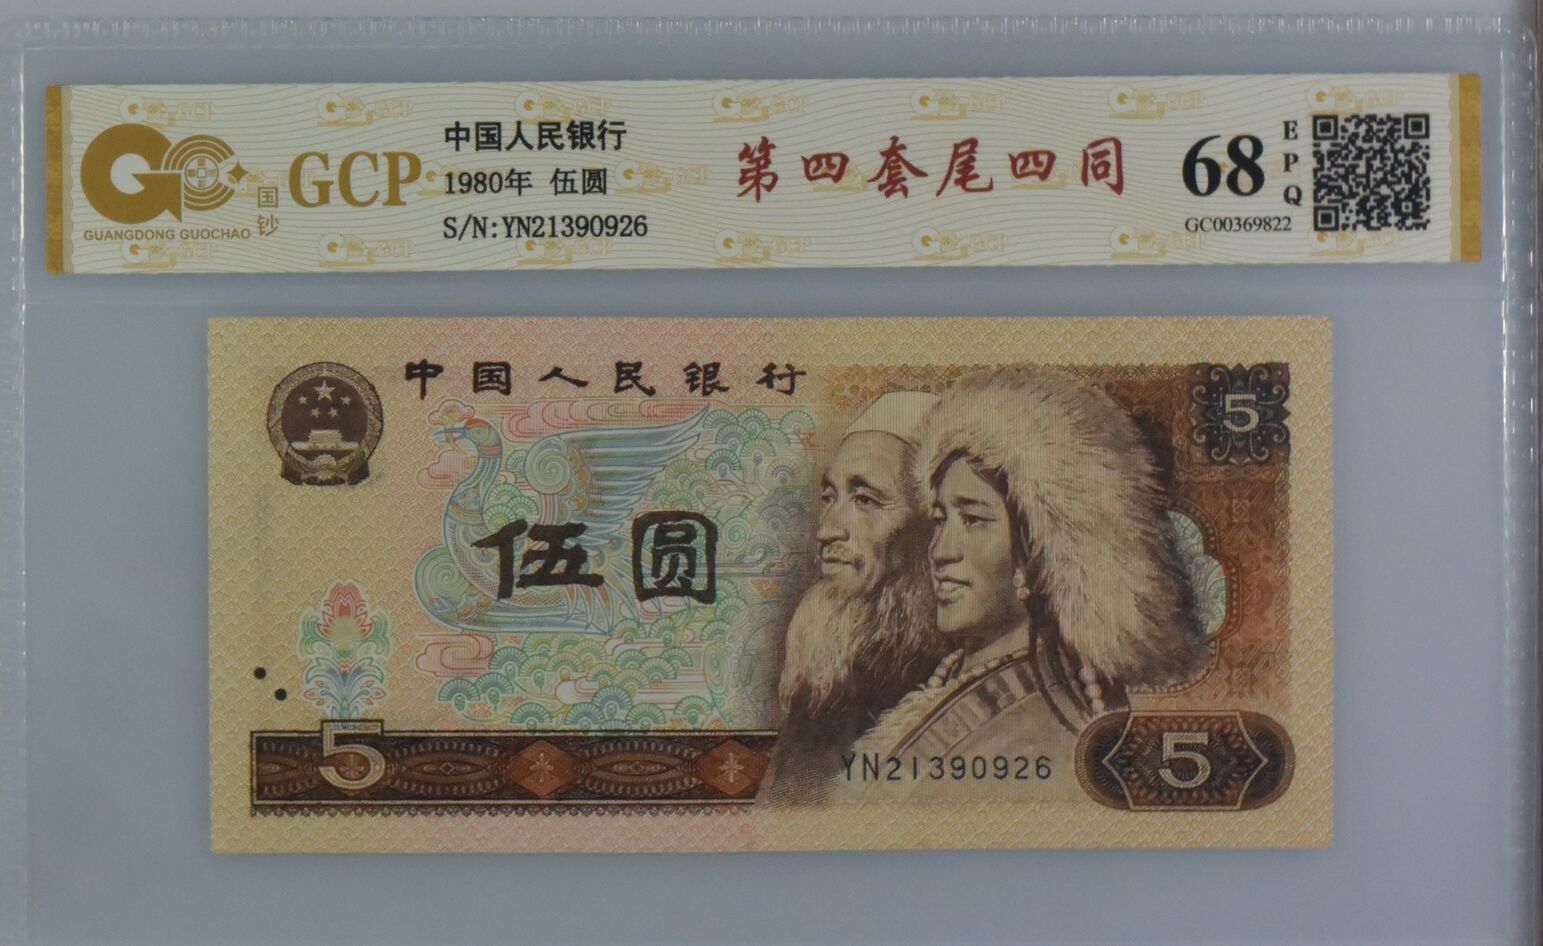 GCP
国钞
GUANGDONG GUOCHAO
中国人民银行
1980年 伍圆
S/N:YN21390926
第四套尾四同
68
EPQ
GC00369822
中国人民银行
5
伍圆
5
YN21390926
5